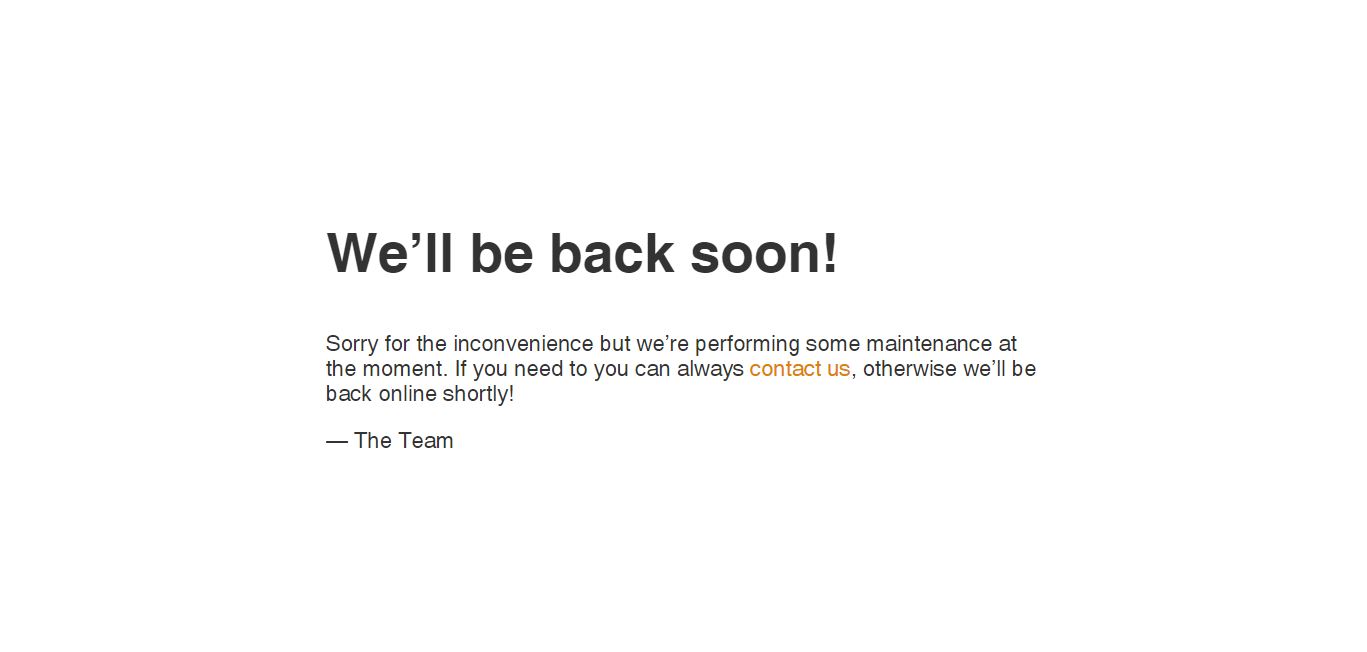 We’ll be back soon!
Sorry for the inconvenience but we’re performing some maintenance at
the moment. If you need to you can always contact us, otherwise we’ll be
back online shortly!
— The Team